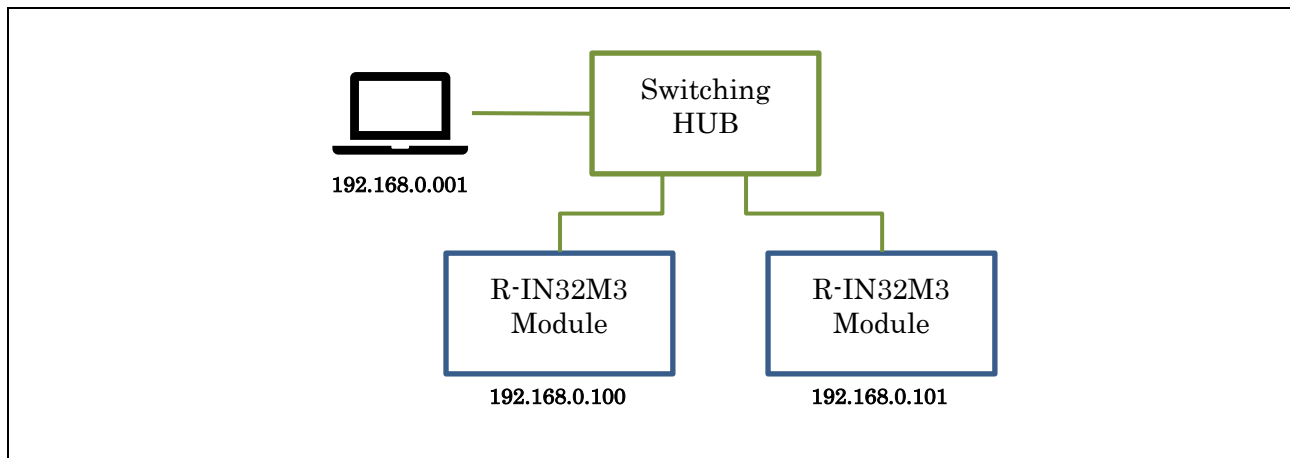 Switching
HUB
192.168.0.001
R-IN32M3
Module
R-IN32M3
Module
192.168.0.100
192.168.0.101